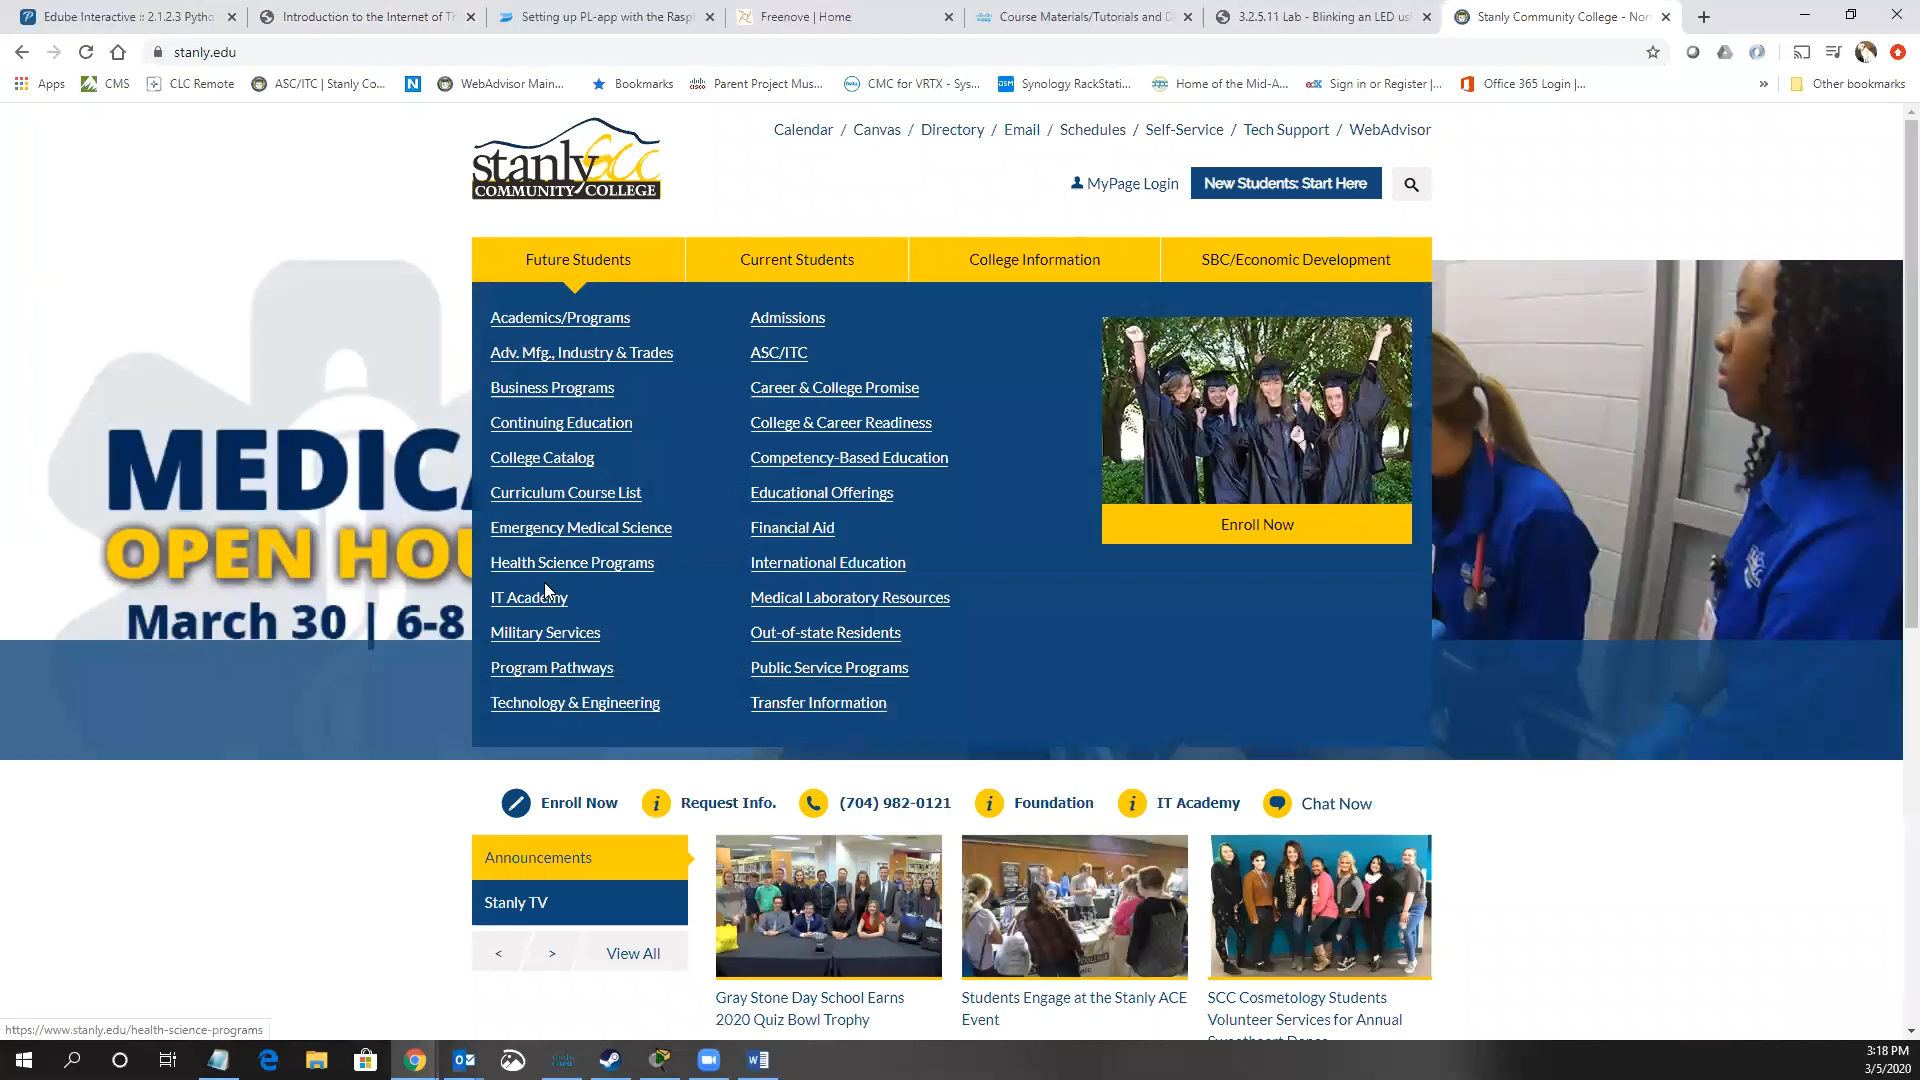 Edube Interactive :: 2.1.2.3 Pytho
Introduction to the Internet of Th
Setting up PL-app with the Rasp
Freenove | Home
Course Materials/Tutorials and D
3.2.5.11 Lab - Blinking an LED us
Stanly Community College - Nor
stanly.edu
Apps
CMS
CLC Remote
ASC/ITC | Stanly Co...
WebAdvisor Main...
Bookmarks
Parent Project Mus...
CMC for VRTX - Sys...
Synology RackStati...
Home of the Mid-A...
Sign in or Register |...
Office 365 Login |...
»
Other bookmarks
stanly scc
COMMUNITY COLLEGE
Calendar / Canvas / Directory / Email / Schedules / Self-Service / Tech Support / WebAdvisor
MyPage Login
New Students: Start Here
Future Students
Current Students
College Information
SBC/Economic Development
Academics/Programs
Adv. Mfg., Industry & Trades
Business Programs
Continuing Education
College Catalog
Curriculum Course List
Emergency Medical Science
Health Science Programs
IT Academy
Military Services
Program Pathways
Technology & Engineering
Admissions
ASC/ITC
Career & College Promise
College & Career Readiness
Competency-Based Education
Educational Offerings
Financial Aid
International Education
Medical Laboratory Resources
Out-of-state Residents
Public Service Programs
Transfer Information
Enroll Now
MEDICA
OPEN HOU
March 30 | 6-8
Enroll Now
Request Info.
(704) 982-0121
Foundation
IT Academy
Chat Now
Announcements
Stanly TV
<
>
View All
Gray Stone Day School Earns
2020 Quiz Bowl Trophy
Students Engage at the Stanly ACE
Event
SCC Cosmetology Students
Volunteer Services for Annual
Sweetheart Dance
https://www.stanly.edu/health-science-programs
3:18 PM
3/5/2020